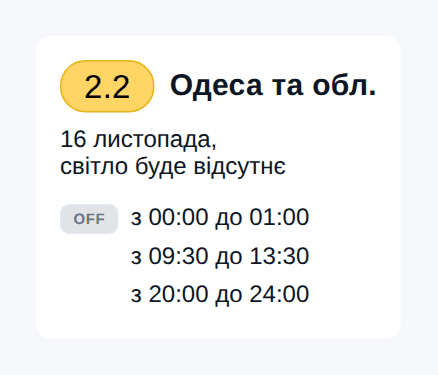 2.2 Одеса та обл.
16 листопада,
світло буде відсутнє
OFF з 00:00 до 01:00
з 09:30 до 13:30
з 20:00 до 24:00